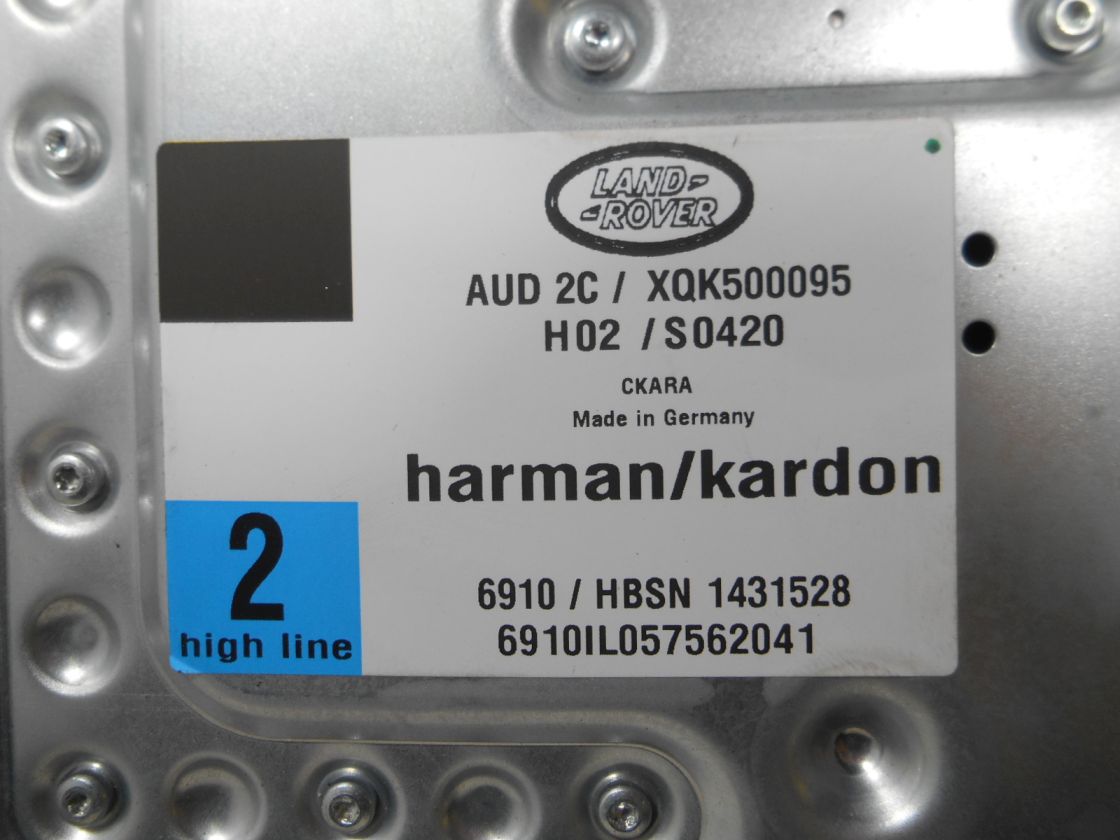 LAND-
-ROVER
AUD 2C / XQK500095
H02 / S0420
CKARA
Made in Germany
harman/kardon
2
high line
6910 / HBSN 1431528
6910IL057562041